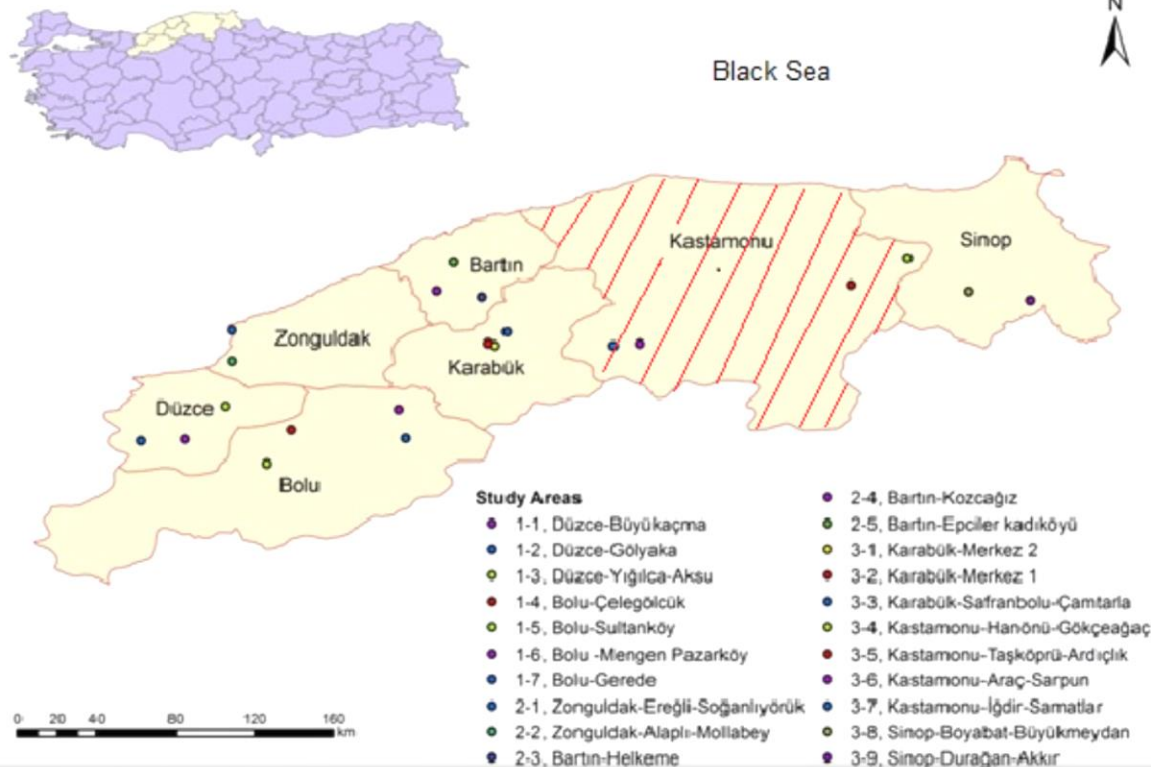 N
Black Sea
Kastamonu
Sinop
Bartın
Zonguldak
Karabük
Düzce
Bolu
Study Areas
1-1, Düzce-Büyükaçma
1-2, Düzce-Gölyaka
1-3, Düzce-Yığılca-Aksu
1-4, Bolu-Çelegölcük
1-5, Bolu-Sultanköy
1-6, Bolu -Mengen Pazarköy
1-7, Bolu-Gerede
2-1, Zonguldak-Ereğli-Soğanlıyörük
2-2, Zonguldak-Alaplı-Mollabey
2-3, Bartın-Helkeme
2-4, Bartın-Kozcağız
2-5, Bartın-Epciler kadıköyü
3-1, Karabük-Merkez 2
3-2, Karabük-Merkez 1
3-3, Karabük-Safranbolu-Çamtarla
3-4, Kastamonu-Hanönü-Gökçeağaç
3-5, Kastamonu-Taşköprü-Ardıçlık
3-6, Kastamonu-Araç-Sarpun
3-7, Kastamonu-İğdir-Samatlar
3-8, Sinop-Boyabat-Büyükmeydan
3-9, Sinop-Durağan-Akkır
0 20 40 80 120 160
km